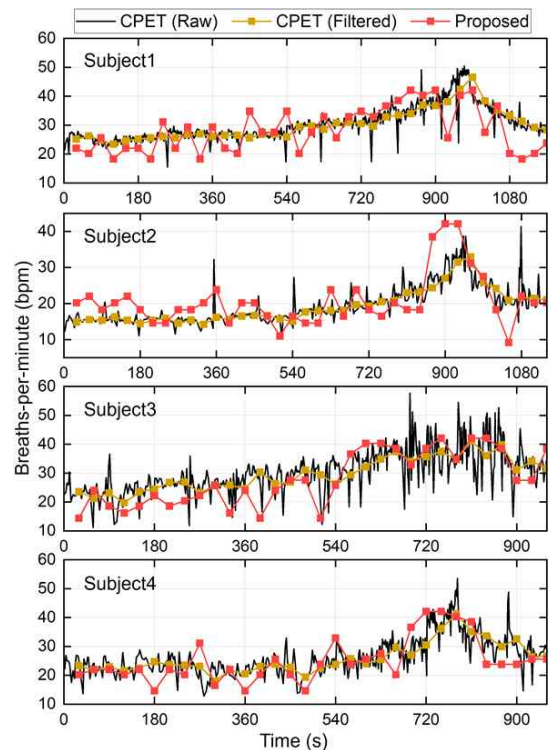 CPET (Raw) CPET (Filtered) Proposed
Subject1
60
50
40
30
20
10
0 180 360 540 720 900 1080
Subject2
40
30
20
10
0 180 360 540 720 900 1080
Subject3
60
50
40
30
20
10
0 180 360 540 720 900
Subject4
60
50
40
30
20
10
0 180 360 540 720 900
Breaths-per-minute (bpm)
Time (s)